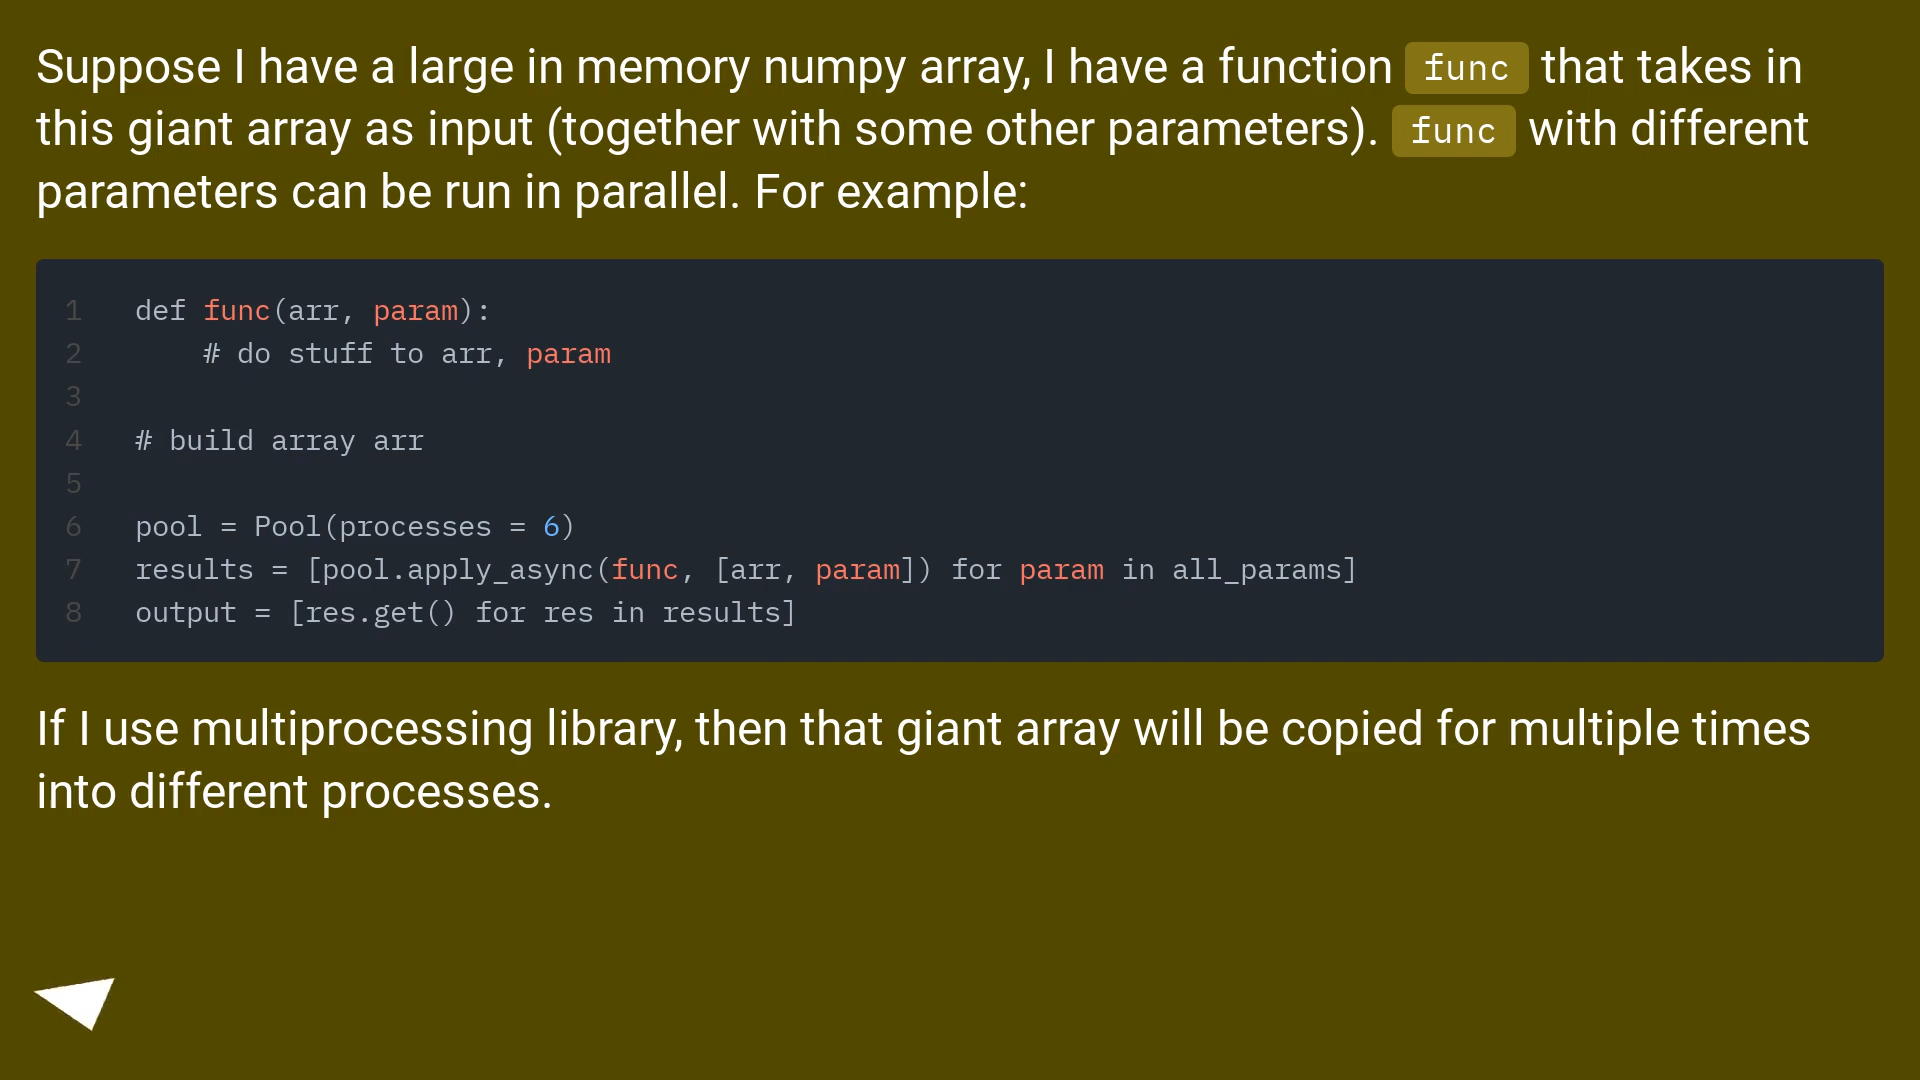 Suppose I have a large in memory numpy array, I have a function func that takes in
this giant array as input (together with some other parameters). func with different
parameters can be run in parallel. For example:
1 def func(arr, param):
2 # do stuff to arr, param
3
4 # build array arr
5
6 pool = Pool(processes = 6)
7 results = [pool.apply_async(func, [arr, param]) for param in all_params]
8 output = [res.get() for res in results]
If I use multiprocessing library, then that giant array will be copied for multiple times
into different processes.